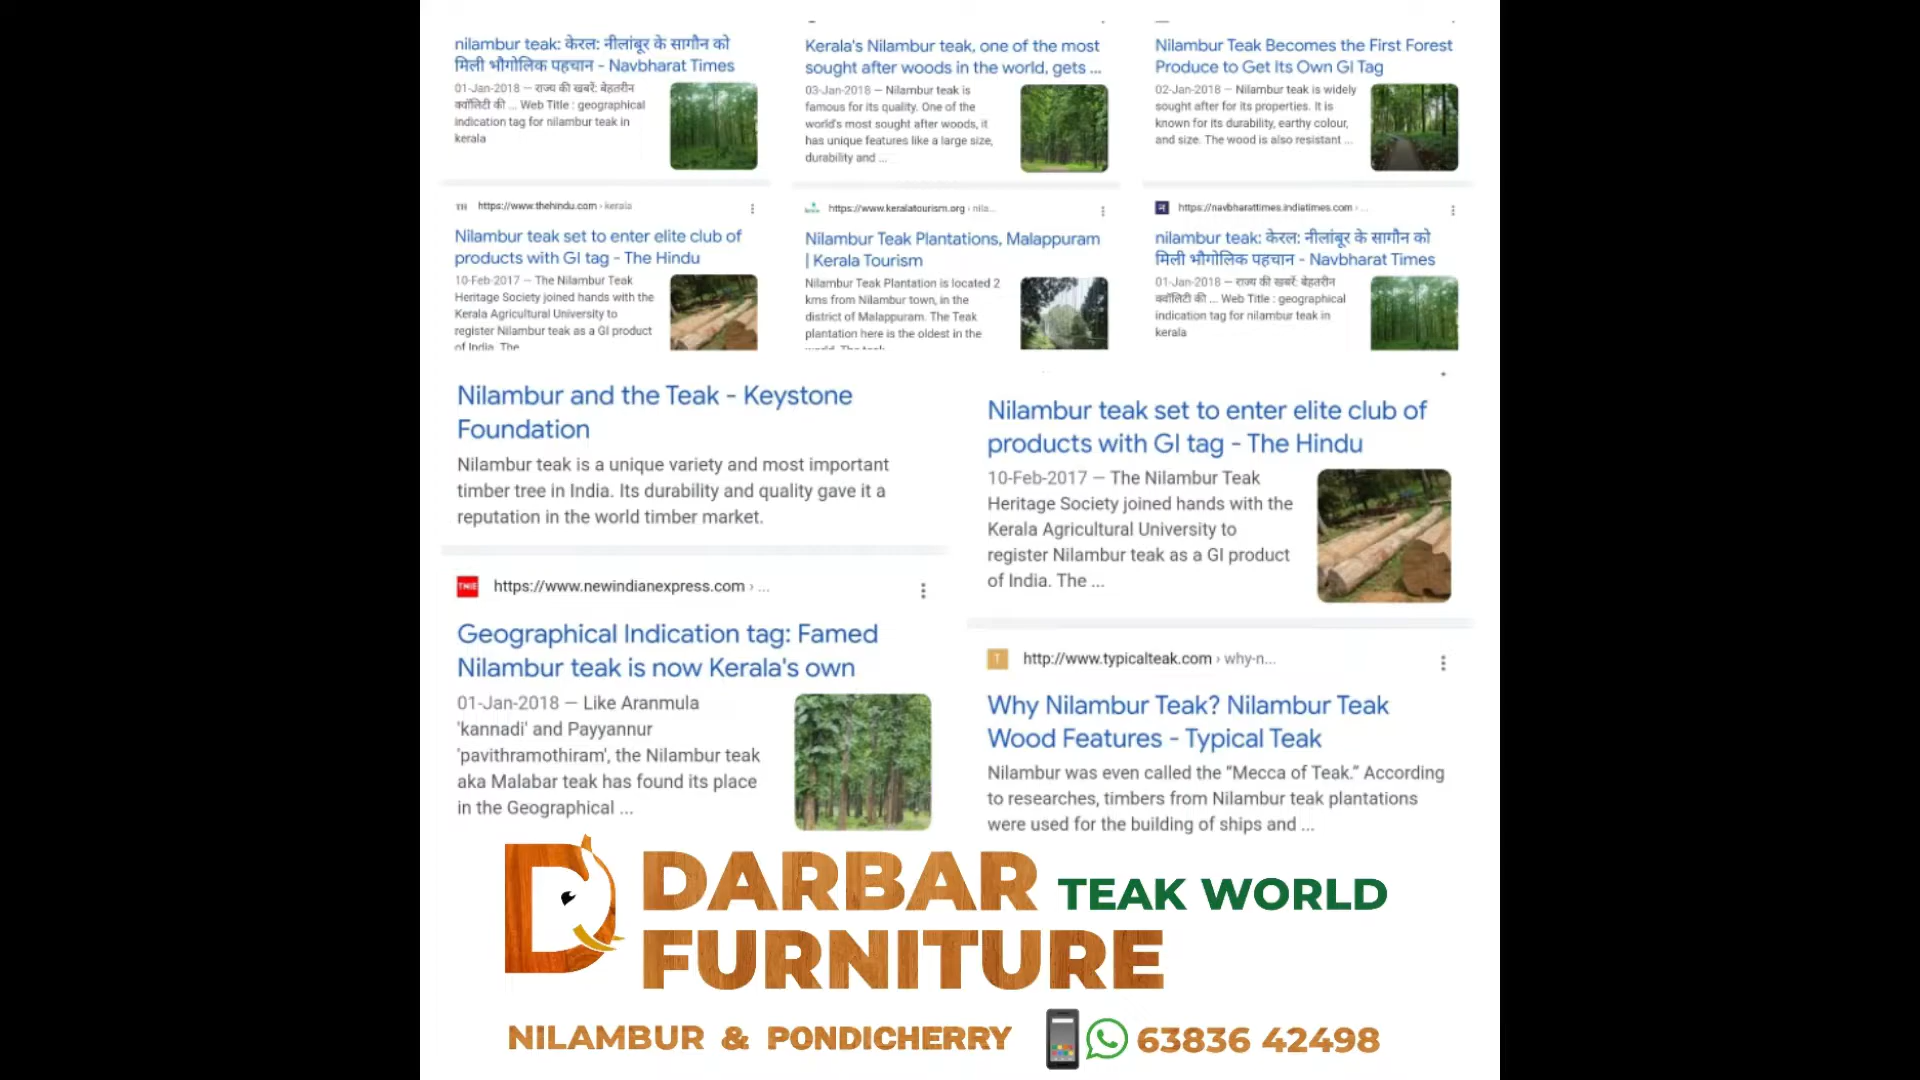 nilambur teak: केरल: नीलांबूर के सागौन को
मिली भौगोलिक पहचान - Navbharat Times
01-Jan-2018 — राज्य की खबरें: बेहतरीन
क्वॉलिटी की ... Web Title : geographical
indication tag for nilambur teak in
kerala
Kerala's Nilambur teak, one of the most
sought after woods in the world, gets ...
03-Jan-2018 — Nilambur teak is
famous for its quality. One of the
world's most sought after woods, it
has unique features like a large size,
durability and ...
Nilambur Teak Becomes the First Forest
Produce to Get Its Own GI Tag
02-Jan-2018 — Nilambur teak is widely
sought after for its properties. It is
known for its durability, earthy colour,
and size. The wood is also resistant ...
TH https://www.thehindu.com › kerala
Nilambur teak set to enter elite club of
products with GI tag - The Hindu
10-Feb-2017 — The Nilambur Teak
Heritage Society joined hands with the
Kerala Agricultural University to
register Nilambur teak as a GI product
of India. The
https://www.keralatourism.org › nila...
Nilambur Teak Plantations, Malappuram
| Kerala Tourism
Nilambur Teak Plantation is located 2
kms from Nilambur town, in the
district of Malappuram. The Teak
plantation here is the oldest in the
world. The teak
न https://navbharattimes.indiatimes.com › ...
nilambur teak: केरल: नीलांबूर के सागौन को
मिली भौगोलिक पहचान - Navbharat Times
01-Jan-2018 — राज्य की खबरें: बेहतरीन
क्वॉलिटी की ... Web Title : geographical
indication tag for nilambur teak in
kerala
Nilambur and the Teak - Keystone
Foundation
Nilambur teak is a unique variety and most important
timber tree in India. Its durability and quality gave it a
reputation in the world timber market.
TNIE https://www.newindianexpress.com › ...
Geographical Indication tag: Famed
Nilambur teak is now Kerala's own
01-Jan-2018 — Like Aranmula
'kannadi' and Payyannur
'pavithramothiram', the Nilambur teak
aka Malabar teak has found its place
in the Geographical ...
Nilambur teak set to enter elite club of
products with GI tag - The Hindu
10-Feb-2017 — The Nilambur Teak
Heritage Society joined hands with the
Kerala Agricultural University to
register Nilambur teak as a GI product
of India. The ...
T http://www.typicalteak.com › why-n...
Why Nilambur Teak? Nilambur Teak
Wood Features - Typical Teak
Nilambur was even called the “Mecca of Teak.” According
to researches, timbers from Nilambur teak plantations
were used for the building of ships and ...
DARBAR TEAK WORLD
FURNITURE
NILAMBUR & PONDICHERRY 63836 42498